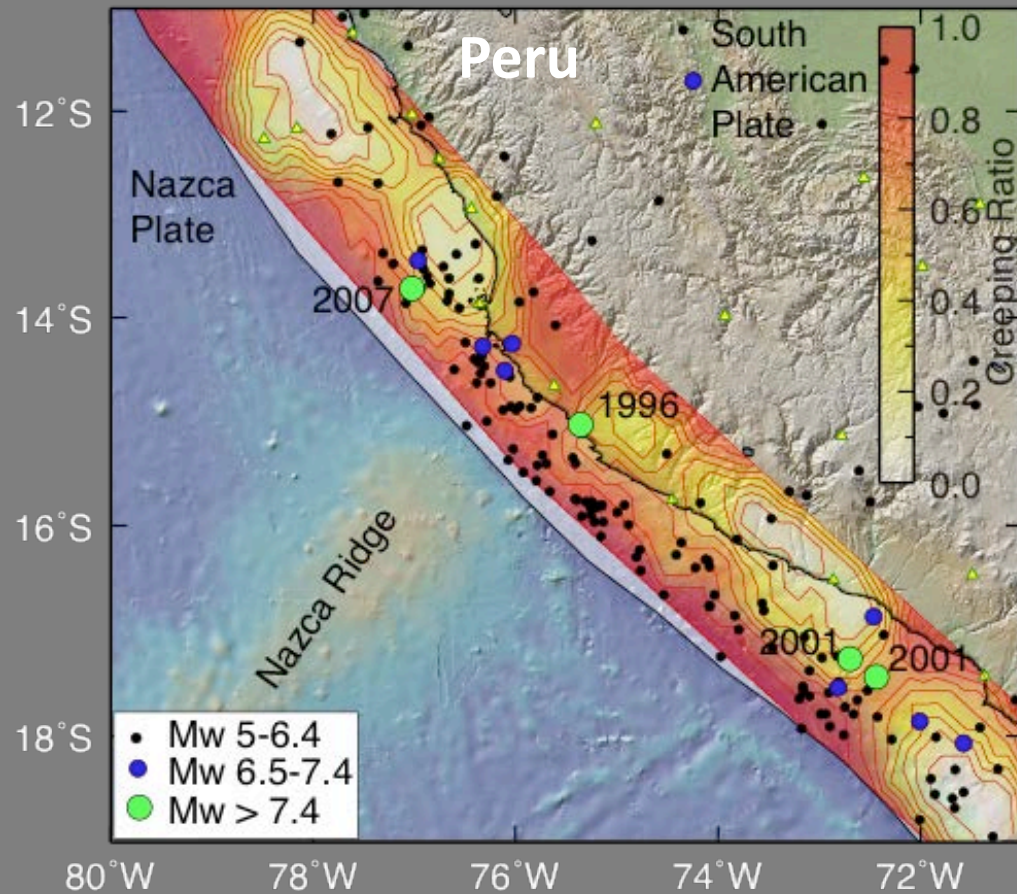 Peru
South
American
Plate
Nazca
Plate
1.0
0.8
0.6
0.4
0.2
0.0
Creeping Ratio
12°S
14°S
16°S
18°S
2007
1996
2001
2001
Nazca Ridge
Mw 5-6.4
Mw 6.5-7.4
Mw > 7.4
80°W
78°W
76°W
74°W
72°W